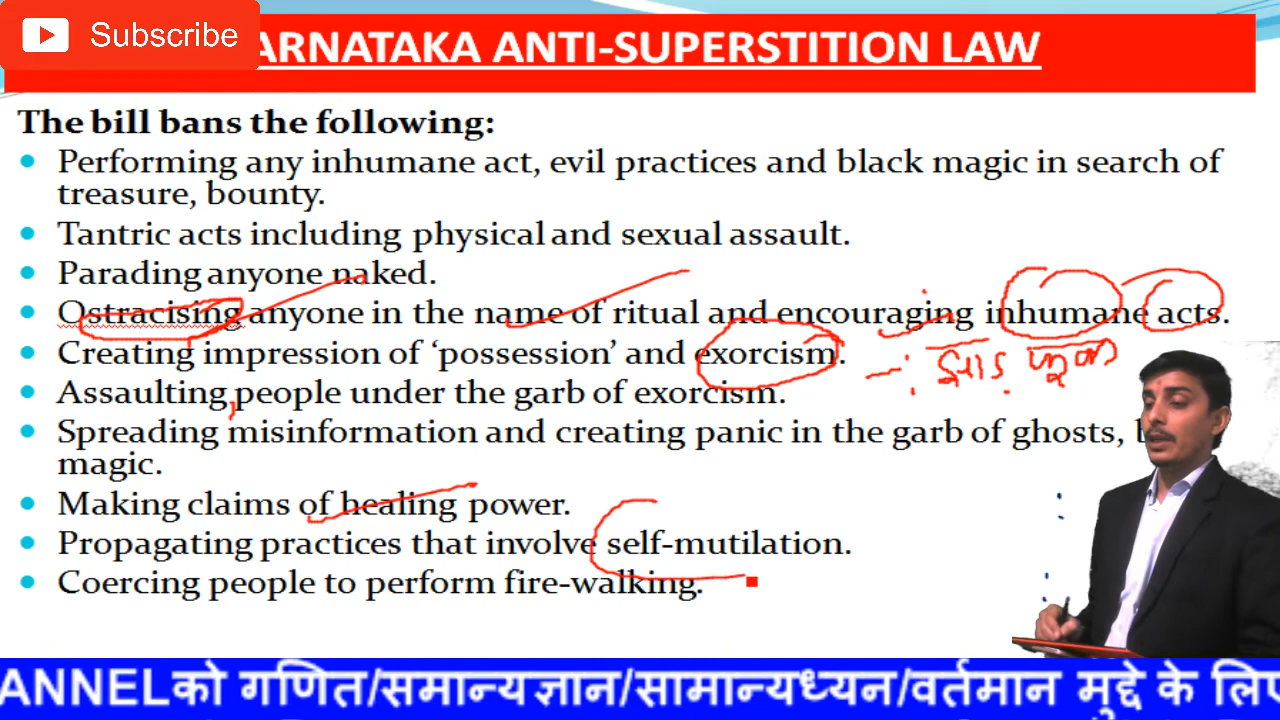 Subscribe
ARNATAKA ANTI-SUPERSTITION LAW
The bill bans the following:
Performing any inhumane act, evil practices and black magic in search of
treasure, bounty.
Tantric acts including physical and sexual assault.
Parading anyone naked.
Ostracising anyone in the name of ritual and encouraging inhumane acts.
Creating impression of ‘possession’ and exorcism.
झाड़ फूक
Assaulting people under the garb of exorcism.
Spreading misinformation and creating panic in the garb of ghosts,
magic.
Making claims of healing power.
Propagating practices that involve self-mutilation.
Coercing people to perform fire-walking.
ANNELको गणित/समान्यज्ञान/सामान्यध्यन/वर्तमान मुद्दे के